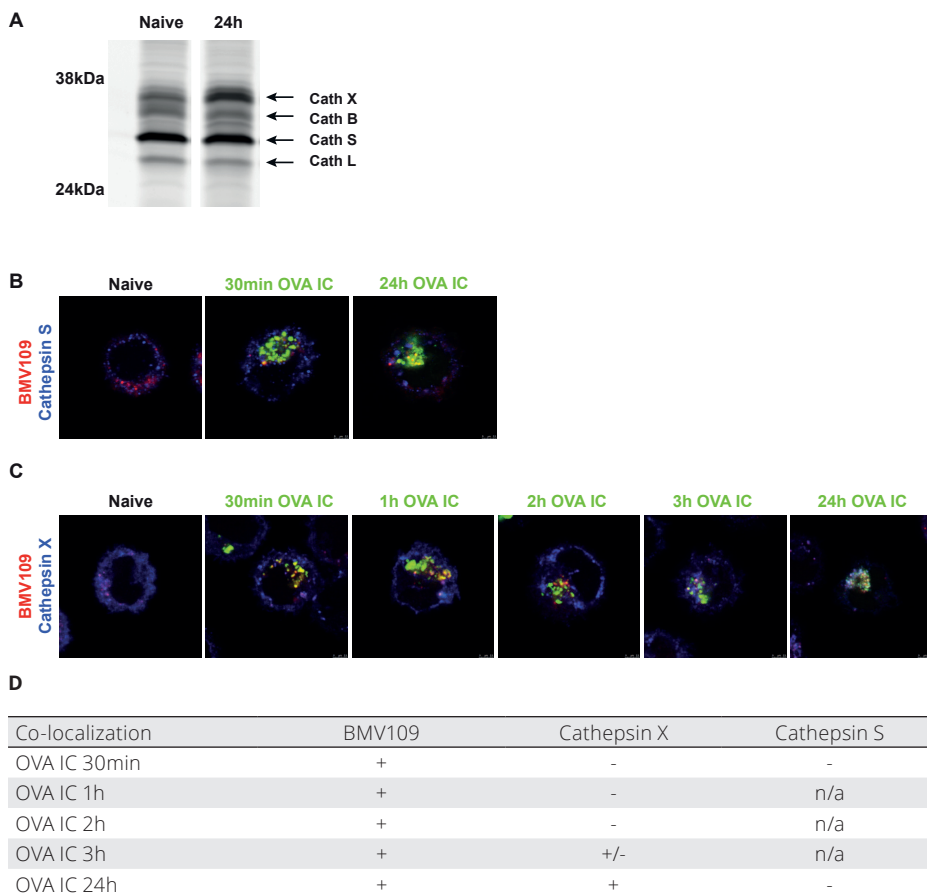 A
Naive 24h
38kDa
Cath X
Cath B
Cath S
Cath L
24kDa
B
Naive 30min OVA IC 24h OVA IC
BMV109
Cathepsin S
C
Naive 30min OVA IC 1h OVA IC 2h OVA IC 3h OVA IC 24h OVA IC
BMV109
Cathepsin X
D
Co-localization BMV109 Cathepsin X Cathepsin S
OVA IC 30min + - -
OVA IC 1h + - n/a
OVA IC 2h + - n/a
OVA IC 3h + +/- n/a
OVA IC 24h + + -